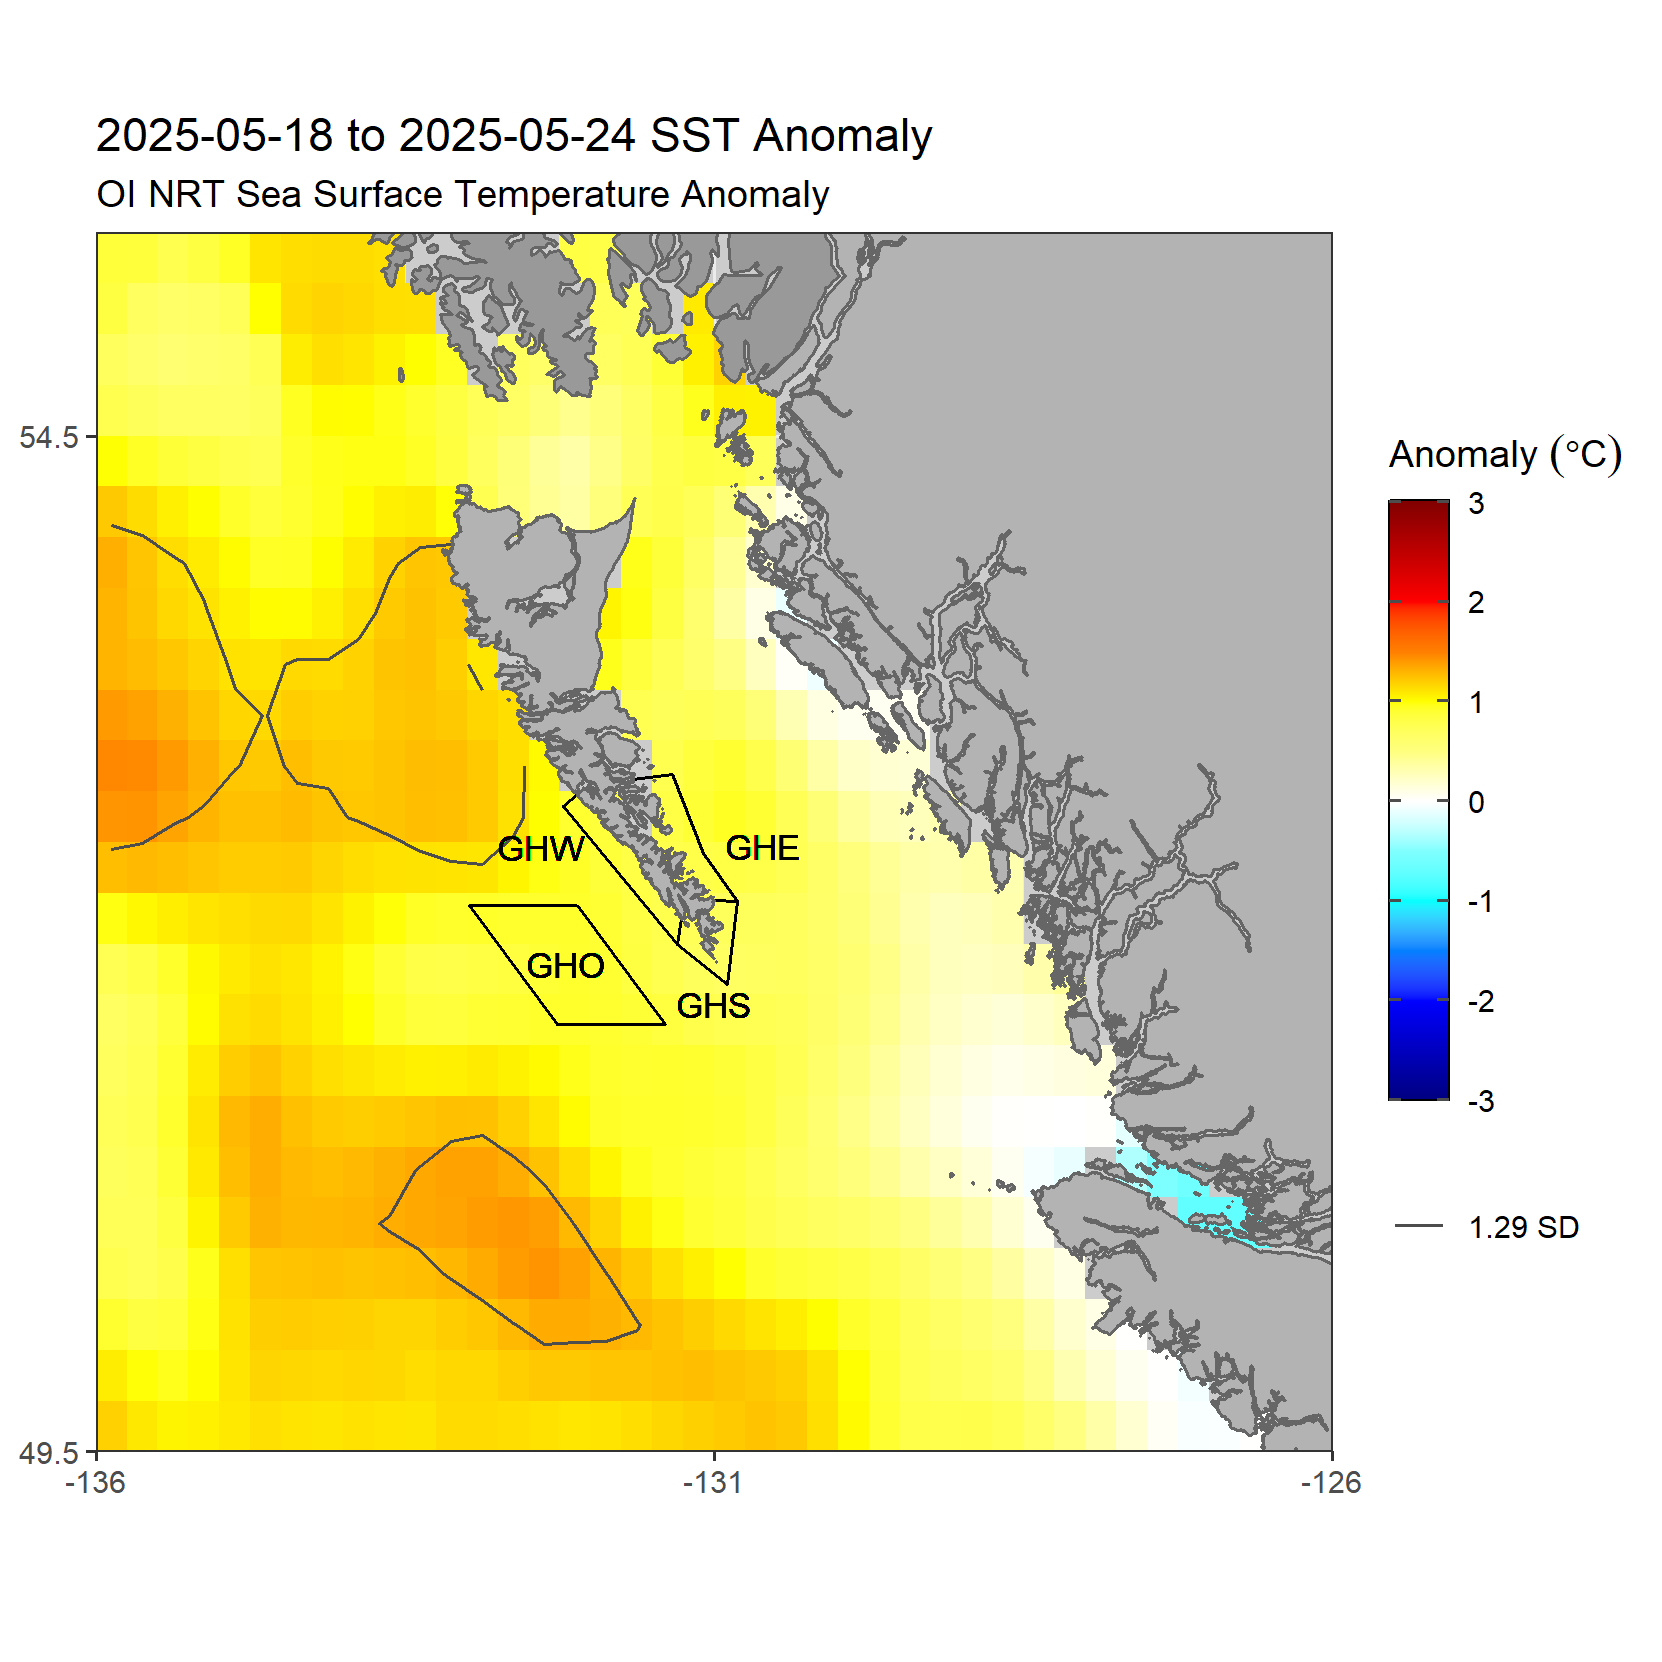 2025-05-18 to 2025-05-24 SST Anomaly
OI NRT Sea Surface Temperature Anomaly
54.5
49.5
-136
-131
-126
GHW
GHE
GHO
GHS
Anomaly (°C)
3
2
1
0
-1
-2
-3
1.29 SD